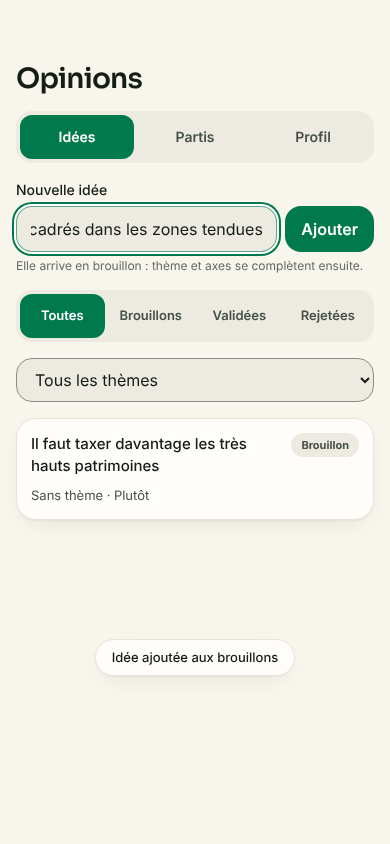 Opinions
Idées
Partis
Profil
Nouvelle idée
cadrés dans les zones tendues
Ajouter
Elle arrive en brouillon : thème et axes se complètent ensuite.
Toutes
Brouillons
Validées
Rejetées
Tous les thèmes
Il faut taxer davantage les très
hauts patrimoines
Brouillon
Sans thème · Plutôt
Idée ajoutée aux brouillons